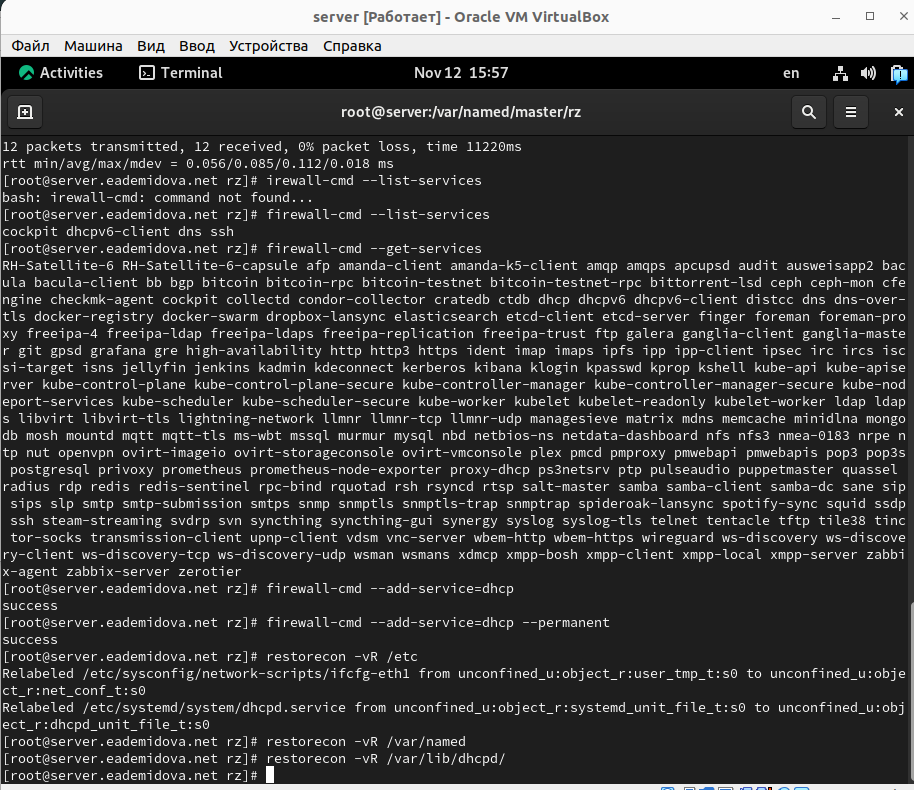 server [Работает] - Oracle VM VirtualBox
Файл Машина Вид Ввод Устройства Справка
Activities Terminal Nov 12 15:57 en
root@server:/var/named/master/rz
12 packets transmitted, 12 received, 0% packet loss, time 11220ms
rtt min/avg/max/mdev = 0.056/0.085/0.112/0.018 ms
[root@server.eademidova.net rz]# irewall-cmd --list-services
bash: irewall-cmd: command not found...
[root@server.eademidova.net rz]# firewall-cmd --list-services
cockpit dhcpv6-client dns ssh
[root@server.eademidova.net rz]# firewall-cmd --get-services
RH-Satellite-6 RH-Satellite-6-capsule afp amanda-client amanda-k5-client amqp amqps apcupsd audit ausweisapp2 bac
ula bacula-client bb bgp bitcoin bitcoin-rpc bitcoin-testnet bitcoin-testnet-rpc bittorrent-lsd ceph ceph-mon cfe
ngine checkmk-agent cockpit collectd condor-collector cratedb ctdb dhcp dhcpv6 dhcpv6-client distcc dns dns-over-
tls docker-registry docker-swarm dropbox-lansync elasticsearch etcd-client etcd-server finger foreman foreman-pro
xy freeipa-4 freeipa-ldap freeipa-ldaps freeipa-replication freeipa-trust ftp galera ganglia-client ganglia-maste
r git gpsd grafana gre high-availability http http3 https ident imap imaps ipfs ipp ipp-client ipsec irc ircs isc
si-target isns jellyfin jenkins kadmin kdeconnect kerberos kibana klogin kpasswd kprop kshell kube-api kube-apise
rver kube-control-plane kube-control-plane-secure kube-controller-manager kube-controller-manager-secure kube-nod
eport-services kube-scheduler kube-scheduler-secure kube-worker kubelet kubelet-readonly kubelet-worker ldap ldap
s libvirt libvirt-tls lightning-network llmnr llmnr-tcp llmnr-udp managesieve matrix mdns memcache minidlna mongo
db mosh mountd mqtt mqtt-tls ms-wbt mssql murmur mysql nbd netbios-ns netdata-dashboard nfs nfs3 nmea-0183 nrpe n
tp nut openvpn ovirt-imageio ovirt-storageconsole ovirt-vmconsole plex pmcd pmproxy pmwebapi pmwebapis pop3 pop3s
postgresql privoxy prometheus prometheus-node-exporter proxy-dhcp ps3netsrv ptp pulseaudio puppetmaster quassel
radius rdp redis redis-sentinel rpc-bind rquotad rsh rsyncd rtsp salt-master samba samba-client samba-dc sane sip
sips slp smtp smtp-submission smtps snmp snmptls snmptls-trap snmptrap spideroak-lansync spotify-sync squid ssdp
ssh steam-streaming svdrp svn syncthing syncthing-gui synergy syslog syslog-tls telnet tentacle tftp tile38 tinc
tor-socks transmission-client upnp-client vdsm vnc-server wbem-http wbem-https wireguard ws-discovery ws-discove
ry-client ws-discovery-tcp ws-discovery-udp wsman wsmans xdmcp xmpp-bosh xmpp-client xmpp-local xmpp-server zabbi
x-agent zabbix-server zerotier
[root@server.eademidova.net rz]# firewall-cmd --add-service=dhcp
success
[root@server.eademidova.net rz]# firewall-cmd --add-service=dhcp --permanent
success
[root@server.eademidova.net rz]# restorecon -vR /etc
Relabeled /etc/sysconfig/network-scripts/ifcfg-eth1 from unconfined_u:object_r:user_tmp_t:s0 to unconfined_u:obje
ct_r:net_conf_t:s0
Relabeled /etc/systemd/system/dhcpd.service from unconfined_u:object_r:systemd_unit_file_t:s0 to unconfined_u:obj
ect_r:dhcpd_unit_file_t:s0
[root@server.eademidova.net rz]# restorecon -vR /var/named
[root@server.eademidova.net rz]# restorecon -vR /var/lib/dhcpd/
[root@server.eademidova.net rz]#